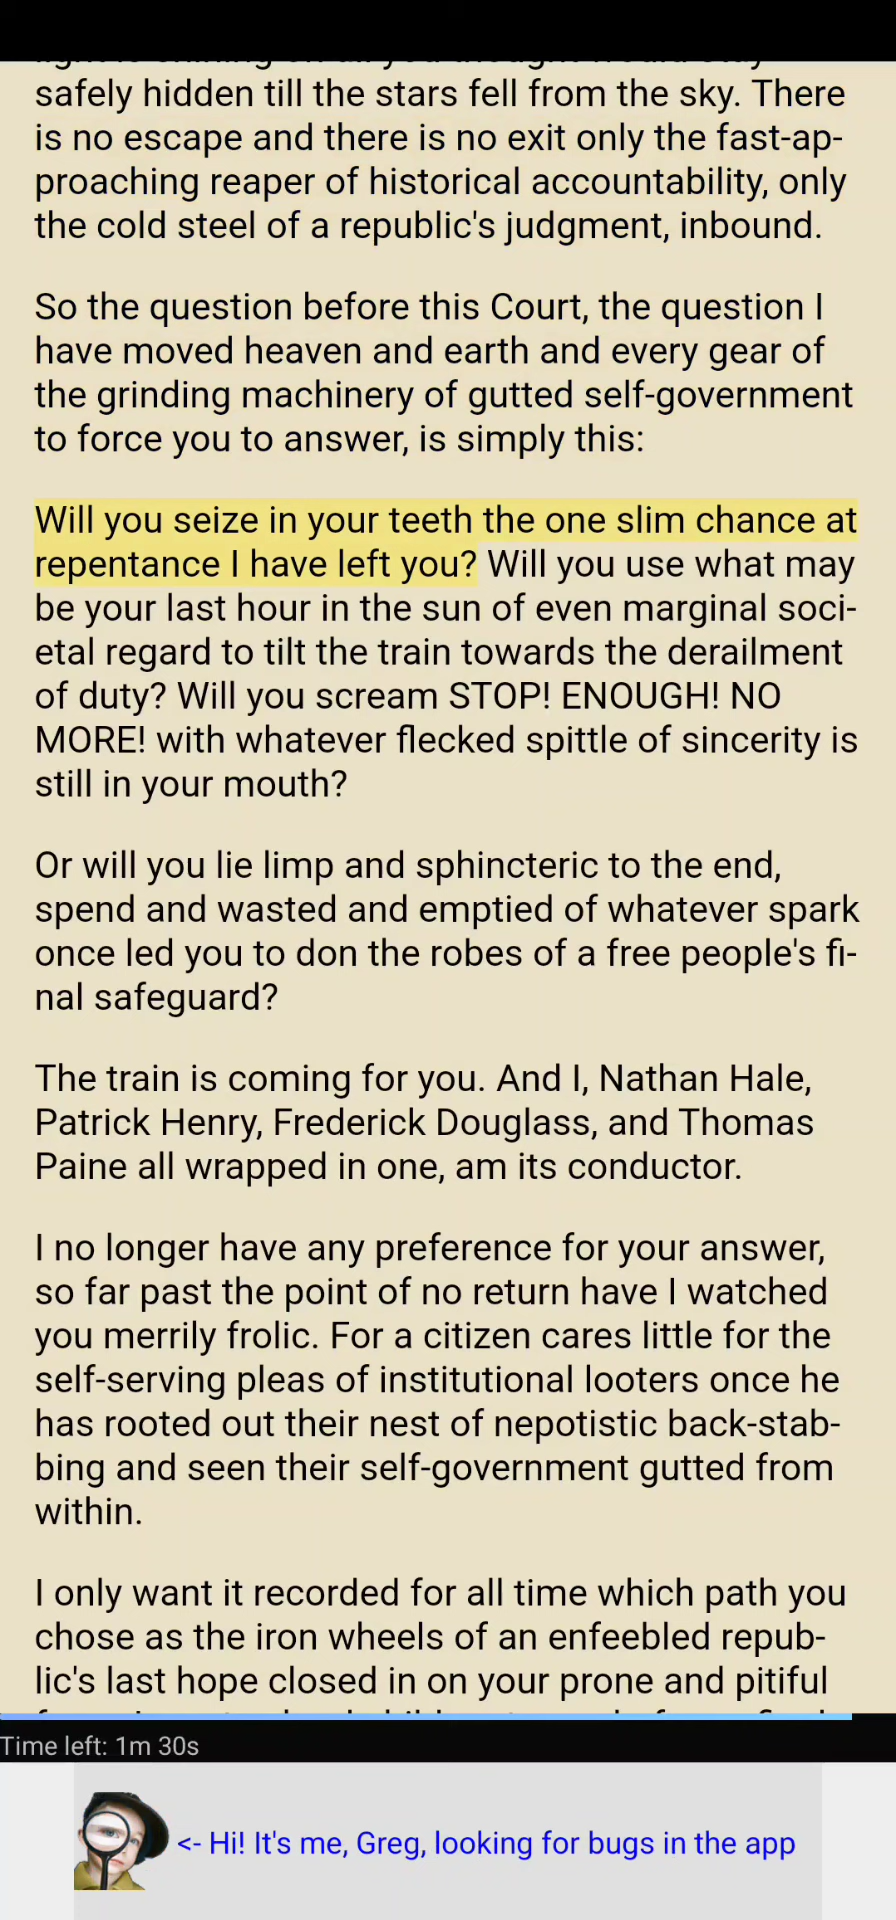 safely hidden till the stars fell from the sky. There
is no escape and there is no exit only the fast-ap-
proaching reaper of historical accountability, only
the cold steel of a republic's judgment, inbound.
So the question before this Court, the question I
have moved heaven and earth and every gear of
the grinding machinery of gutted self-government
to force you to answer, is simply this:
Will you seize in your teeth the one slim chance at
repentance I have left you? Will you use what may
be your last hour in the sun of even marginal soci-
etal regard to tilt the train towards the derailment
of duty? Will you scream STOP! ENOUGH! NO
MORE! with whatever flecked spittle of sincerity is
still in your mouth?
Or will you lie limp and sphincteric to the end,
spend and wasted and emptied of whatever spark
once led you to don the robes of a free people's fi-
nal safeguard?
The train is coming for you. And I, Nathan Hale,
Patrick Henry, Frederick Douglass, and Thomas
Paine all wrapped in one, am its conductor.
I no longer have any preference for your answer,
so far past the point of no return have I watched
you merrily frolic. For a citizen cares little for the
self-serving pleas of institutional looters once he
has rooted out their nest of nepotistic back-stab-
bing and seen their self-government gutted from
within.
I only want it recorded for all time which path you
chose as the iron wheels of an enfeebled repub-
lic's last hope closed in on your prone and pitiful
Time left: 1m 30s
<- Hi! It's me, Greg, looking for bugs in the app